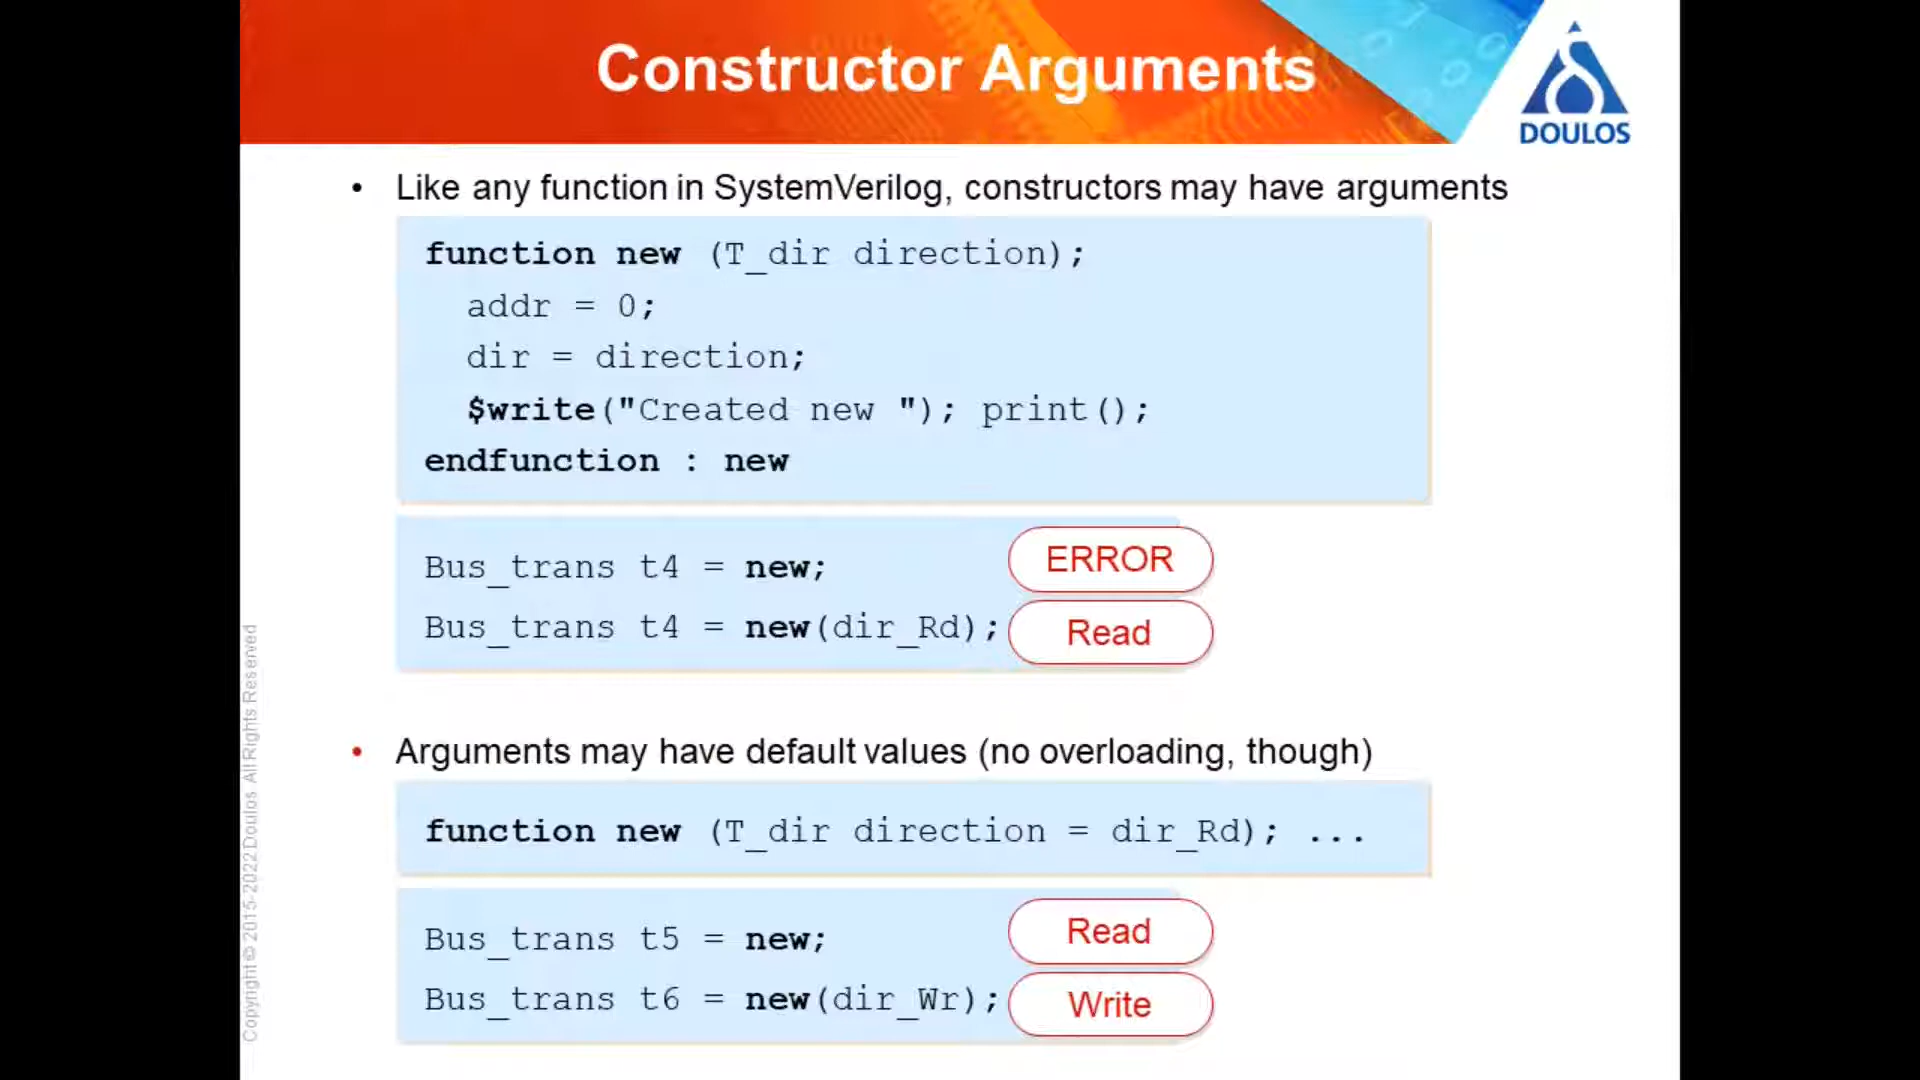 Constructor Arguments
DOULOS
• Like any function in SystemVerilog, constructors may have arguments
function new (T_dir direction);
addr = 0;
dir = direction;
$write("Created new "); print();
endfunction : new
Bus_trans t4 = new;
ERROR
Bus_trans t4 = new(dir_Rd);
Read
• Arguments may have default values (no overloading, though)
function new (T_dir direction = dir_Rd); ...
Bus_trans t5 = new;
Read
Bus_trans t6 = new(dir_Wr);
Write
Copyright © 2015-2022 Doulos All Rights Reserved